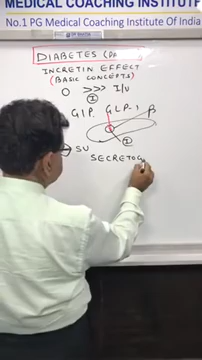 MEDICAL COACHING INSTITUTE OF
No.1 PG Medical Coaching Institute Of India
DIABETES
INCRETIN EFFECT
(BASIC CONCEPTS)
O >>> I/V
I
GIP GLP-1 β
I
SU
SECRETOG